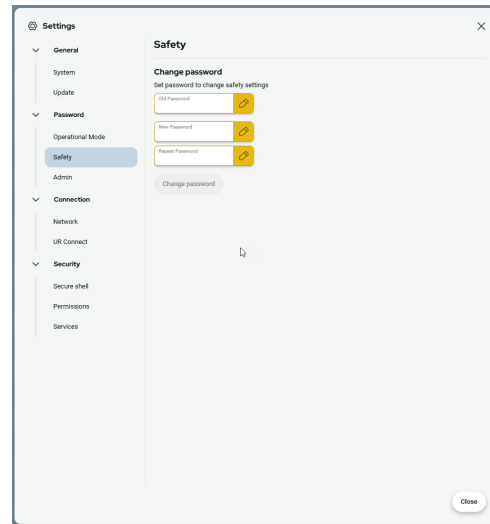 Settings
General
System
Update
Password
Operational Mode
Safety
Admin
Connection
Network
UR Connect
Security
Secure shell
Permissions
Services
Safety
Change password
Set password to change safety settings
Old Password
New Password
Repeat Password
Change password
Close